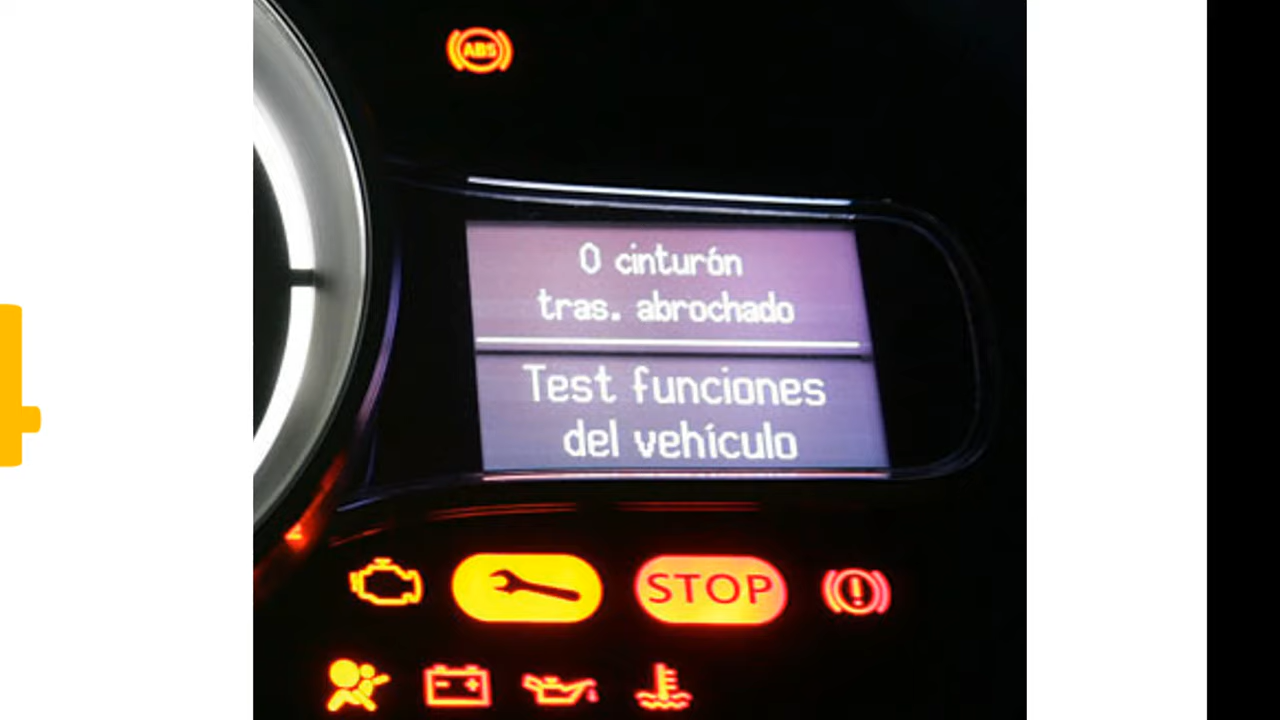 ABS
0 cinturón
tras. abrochado
Test funciones
del vehículo
STOP